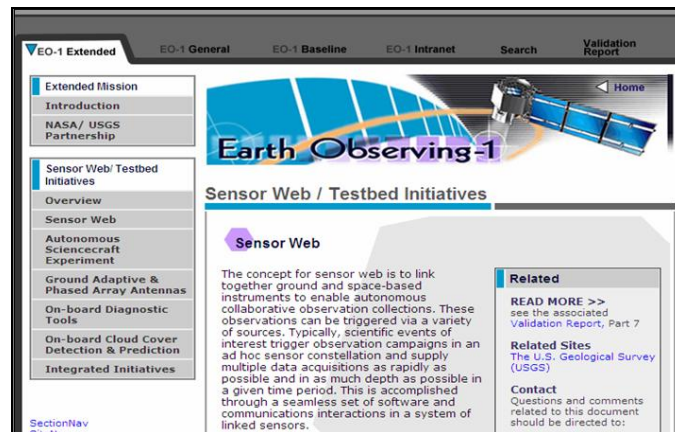 EO-1 Extended
EO-1 General
EO-1 Baseline
EO-1 Intranet
Search
Validation
Report
Extended Mission
Introduction
NASA/ USGS
Partnership
Sensor Web/ Testbed
Initiatives
Overview
Sensor Web
Autonomous
Sciencecraft
Experiment
Ground Adaptive &
Phased Array Antennas
On-board Diagnostic
Tools
On-board Cloud Cover
Detection & Prediction
Integrated Initiatives
SectionNav
Home
Earth Observing-1
Sensor Web / Testbed Initiatives
Sensor Web
The concept for sensor web is to link
together ground and space-based
instruments to enable autonomous
collaborative observation collections. These
observations can be triggered via a variety
of sources. Typically, scientific events of
interest trigger observation campaigns in an
ad hoc sensor constellation and supply
multiple data acquisitions as rapidly as
possible and in as much depth as possible in
a given time period. This is accomplished
through a seamless set of software and
communications interactions in a system of
linked sensors.
Related
READ MORE >>
see the associated
Validation Report, Part 7
Related Sites
The U.S. Geological Survey
(USGS)
Contact
Questions and comments
related to this document
should be directed to: